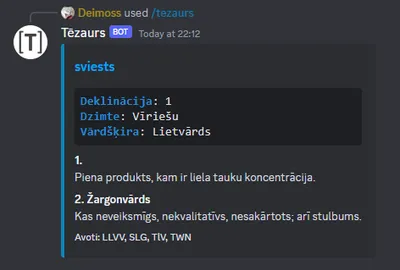 Deimoss used /tezaurs
[T]
Tēzaurs BOT Today at 22:12
sviests
Deklinācija: 1
Dzimte: Vīriešu
Vārdšķira: Lietvārds
1.
Piena produkts, kam ir liela tauku koncentrācija.
2. Žargonvārds
Kas neveiksmīgs, nekvalitatīvs, nesakārtots; arī stulbums.
Avoti: LLVV, SLG, TlV, TWN